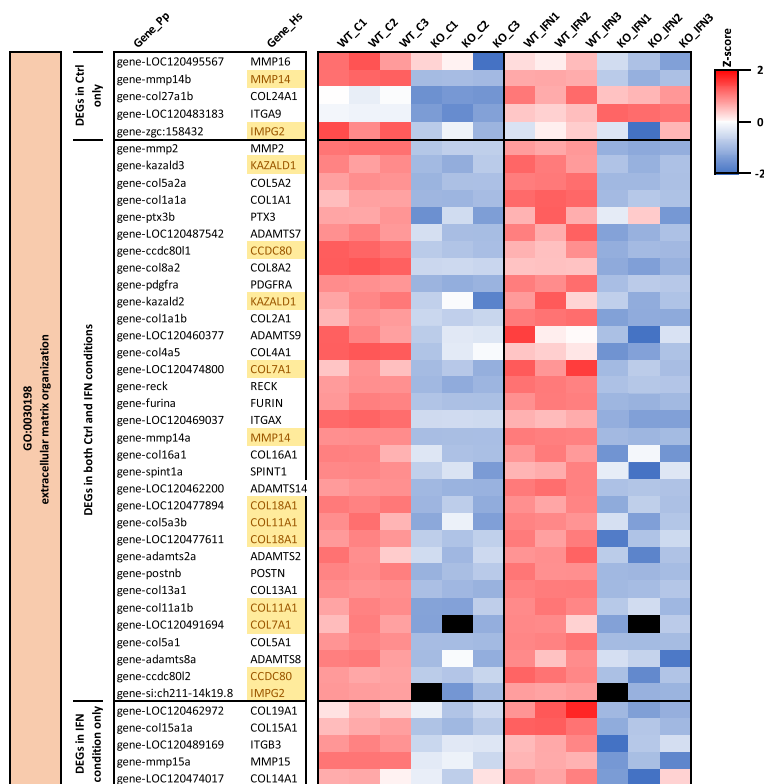 Gene_Pp Gene_Hs WT_C1 WT_C2 WT_C3 KO_C1 KO_C2 KO_C3 WT_IFN1 WT_IFN2 WT_IFN3 KO_IFN1 KO_IFN2 KO_IFN3
Z-score
2
0
-2
GO:0030198
extracellular matrix organization
DEGs in Ctrl
only
gene-LOC120495567 MMP16
gene-mmp14b MMP14
gene-col27a1b COL24A1
gene-LOC120483183 ITGA9
gene-zgc:158432 IMPG2
DEGs in both Ctrl and IFN conditions
gene-mmp2 MMP2
gene-kazald3 KAZALD1
gene-col5a2a COL5A2
gene-col1a1a COL1A1
gene-ptx3b PTX3
gene-LOC120487542 ADAMTS7
gene-ccdc80l1 CCDC80
gene-col8a2 COL8A2
gene-pdgfra PDGFRA
gene-kazald2 KAZALD1
gene-col1a1b COL2A1
gene-LOC120460377 ADAMTS9
gene-col4a5 COL4A1
gene-LOC120474800 COL7A1
gene-reck RECK
gene-furina FURIN
gene-LOC120469037 ITGAX
gene-mmp14a MMP14
gene-col16a1 COL16A1
gene-spint1a SPINT1
gene-LOC120462200 ADAMTS14
gene-LOC120477894 COL18A1
gene-col5a3b COL11A1
gene-LOC120477611 COL18A1
gene-adamts2a ADAMTS2
gene-postnb POSTN
gene-col13a1 COL13A1
gene-col11a1b COL11A1
gene-LOC120491694 COL7A1
gene-col5a1 COL5A1
gene-adamts8a ADAMTS8
gene-ccdc80l2 CCDC80
gene-si:ch211-14k19.8 IMPG2
DEGs in IFN
condition only
gene-LOC120462972 COL19A1
gene-col15a1a COL15A1
gene-LOC120489169 ITGB3
gene-mmp15a MMP15
gene-LOC120474017 COL14A1